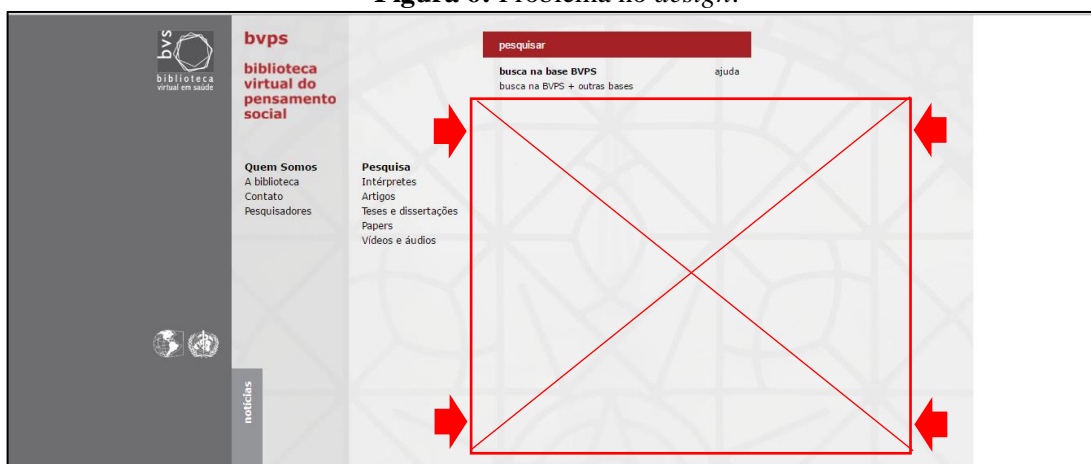 Figura 6: Problema no design.
bvs
biblioteca
virtual em saúde
bvps
biblioteca
virtual do
pensamento
social
pesquisar
busca na base BVPS
ajuda
busca na BVPS + outras bases
Quem Somos
A biblioteca
Contato
Pesquisadores
Pesquisa
Intérpretes
Artigos
Teses e dissertações
Papers
Vídeos e áudios
notícias